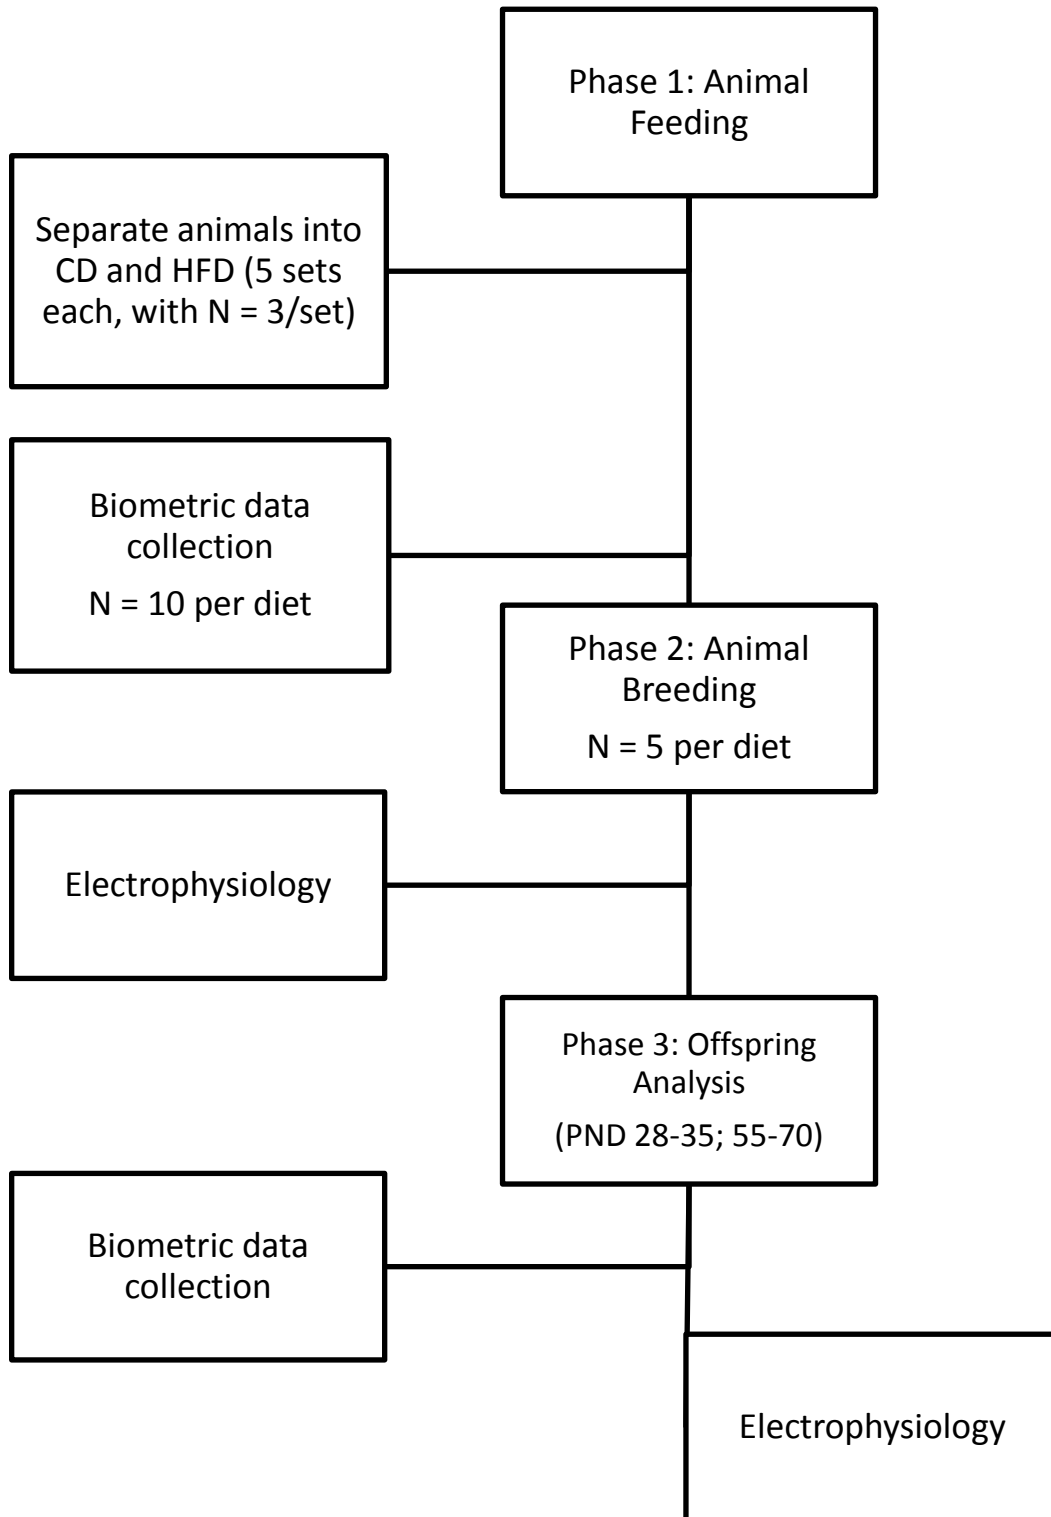 Phase 1: Animal
Feeding
Separate animals into
CD and HFD (5 sets
each, with N = 3/set)
Biometric data
collection
N = 10 per diet
Phase 2: Animal
Breeding
N = 5 per diet
Electrophysiology
Phase 3: Offspring
Analysis
(PND 28-35; 55-70)
Biometric data
collection
Electrophysiology